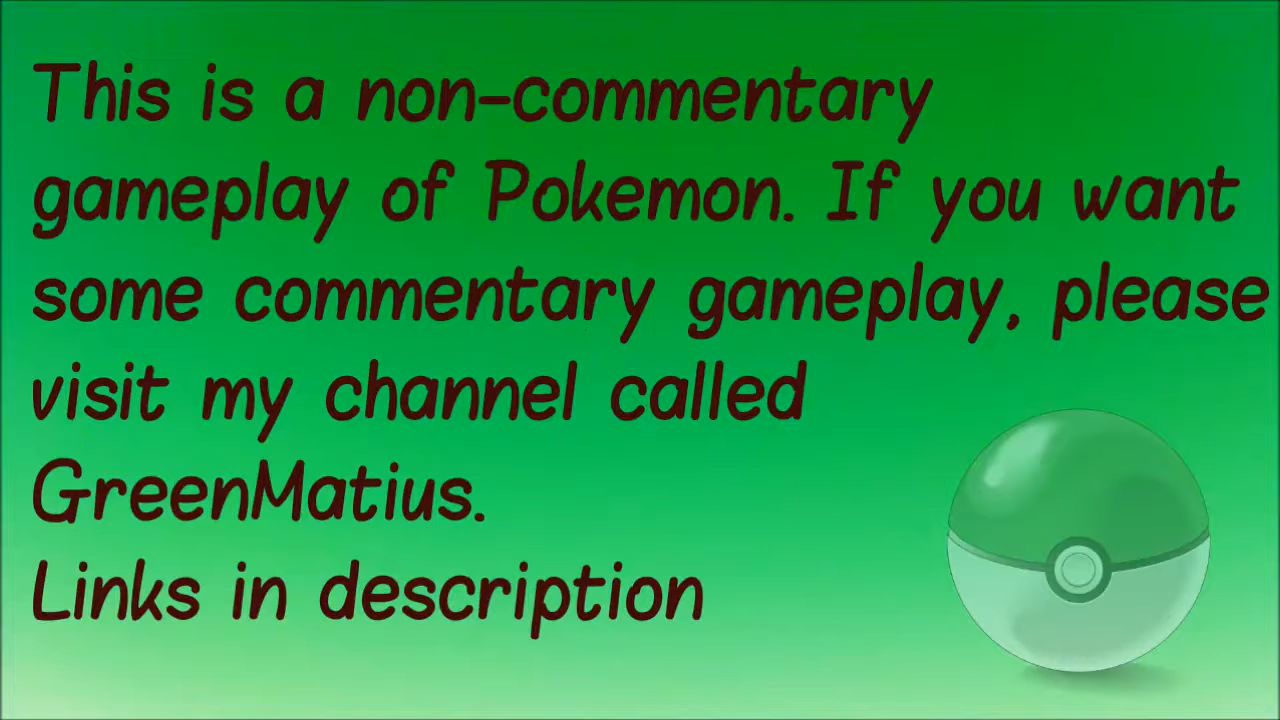 This is a non-commentary
gameplay of Pokemon. If you want
some commentary gameplay, please
visit my channel called
GreenMatius.
Links in description